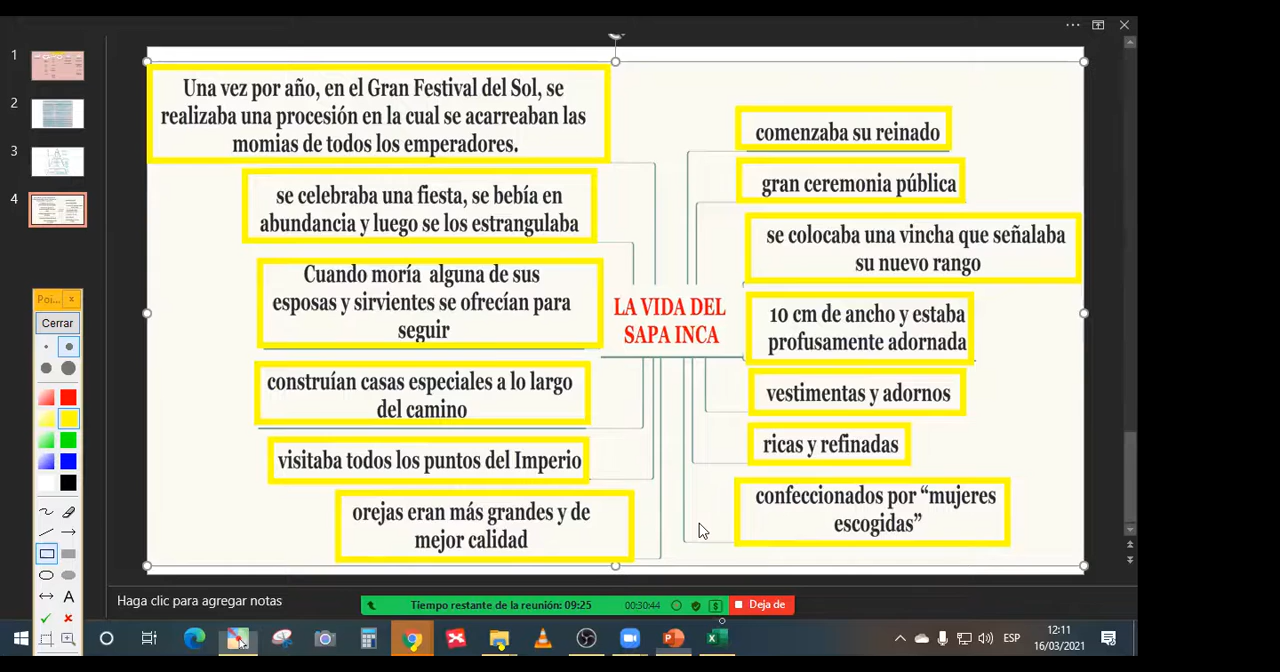 1
2
3
4
Una vez por año, en el Gran Festival del Sol, se
realizaba una procesión en la cual se acarreaban las
momias de todos los emperadores.
se celebraba una fiesta, se bebía en
abundancia y luego se los estrangulaba
Cuando moría alguna de sus
esposas y sirvientes se ofrecían para
seguir
construían casas especiales a lo largo
del camino
visitaba todos los puntos del Imperio
orejas eran más grandes y de
mejor calidad
LA VIDA DEL
SAPA INCA
comenzaba su reinado
gran ceremonia pública
se colocaba una vincha que señalaba
su nuevo rango
10 cm de ancho y estaba
profusamente adornada
vestimentas y adornos
ricas y refinadas
confeccionados por “mujeres
escogidas”
Poi...
Cerrar
A
Haga clic para agregar notas
Tiempo restante de la reunión: 09:25
00:30:44
Deja de
ESP
12:11
16/03/2021